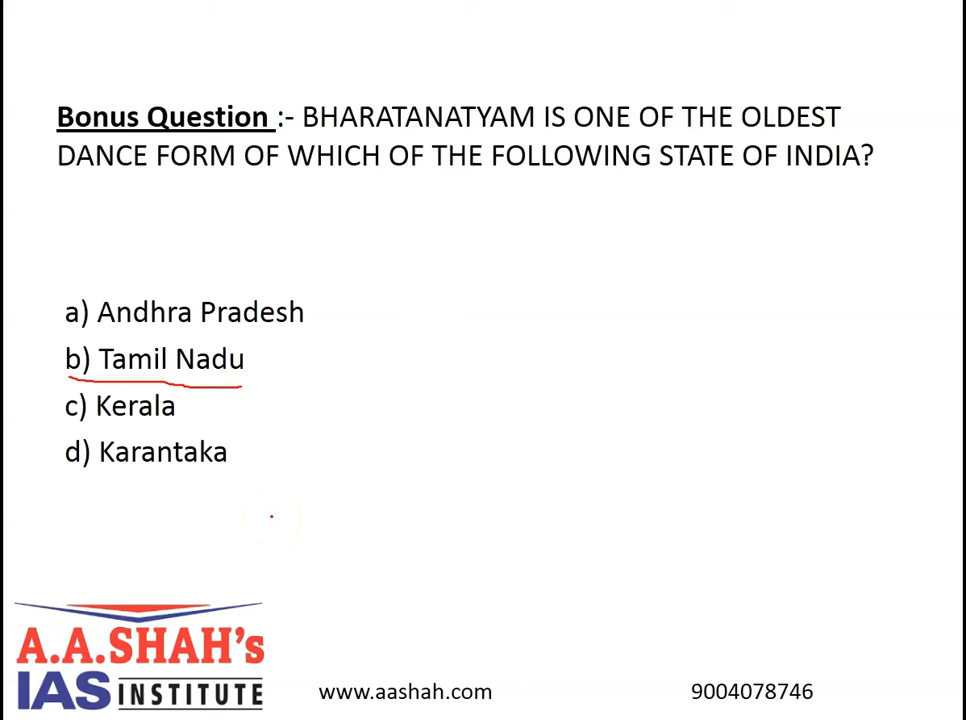 Bonus Question :- BHARATANATYAM IS ONE OF THE OLDEST
DANCE FORM OF WHICH OF THE FOLLOWING STATE OF INDIA?
a) Andhra Pradesh
b) Tamil Nadu
c) Kerala
d) Karantaka
A.A.SHAH's
IAS INSTITUTE
www.aashah.com
9004078746